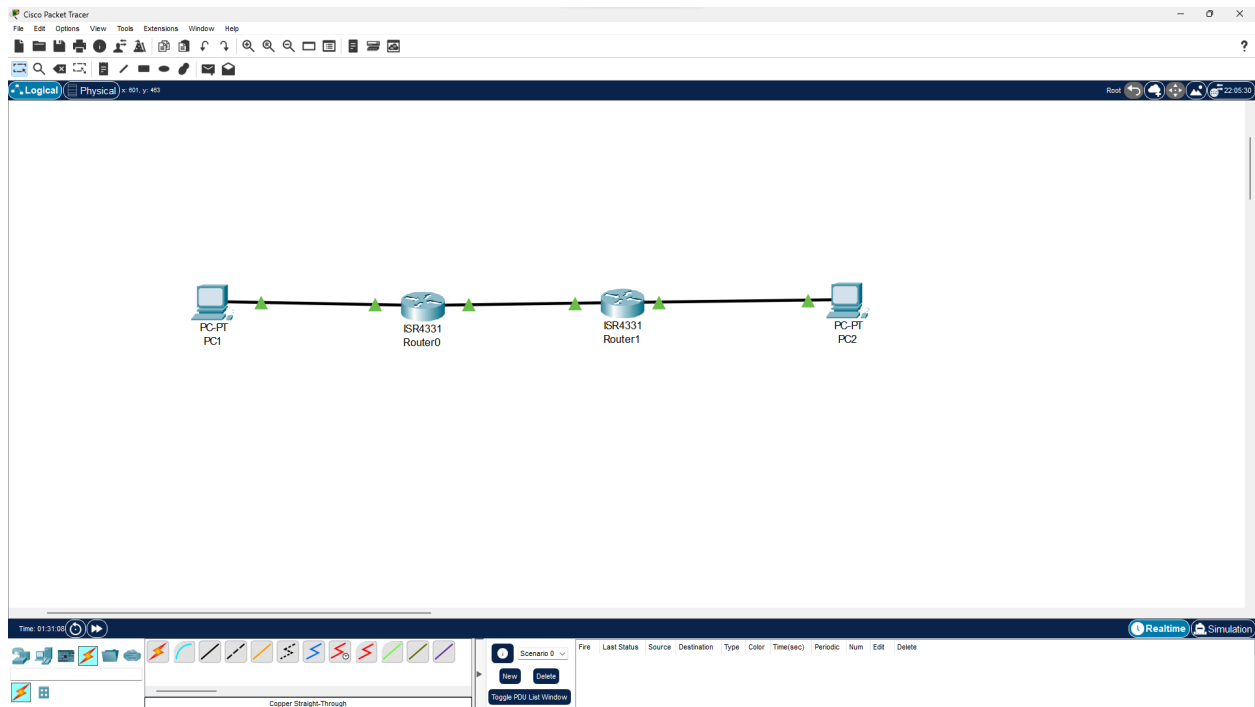 Cisco Packet Tracer
File Edit Options View Tools Extensions Window Help
?
Logical Physical x: 601, y: 463 Root 22:05:30
PC-PT
PC1
ISR4331
Router0
ISR4331
Router1
PC-PT
PC2
Time: 01:31:08 Realtime Simulation
Scenario 0 Fire Last Status Source Destination Type Color Time(sec) Periodic Num Edit Delete
New Delete
Toggle PDU List Window
Copper Straight-Through